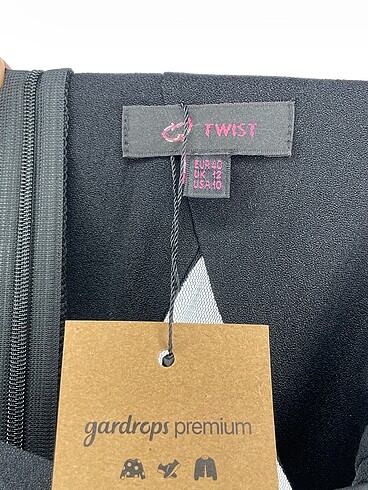 TWIST
EUR 40
UK 12
USA 10
gardrops premium